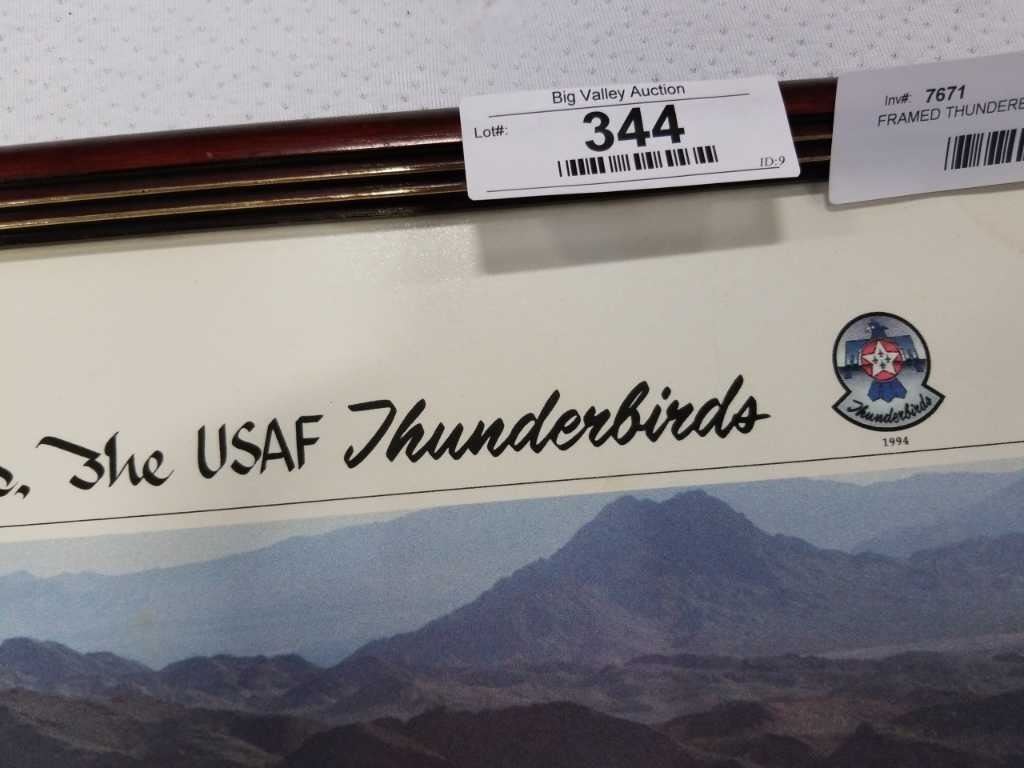 Big Valley Auction
Lot#: 344
ID:9
Inv#: 7671
FRAMED THUNDERB
The USAF Thunderbirds
Thunderbirds
1994